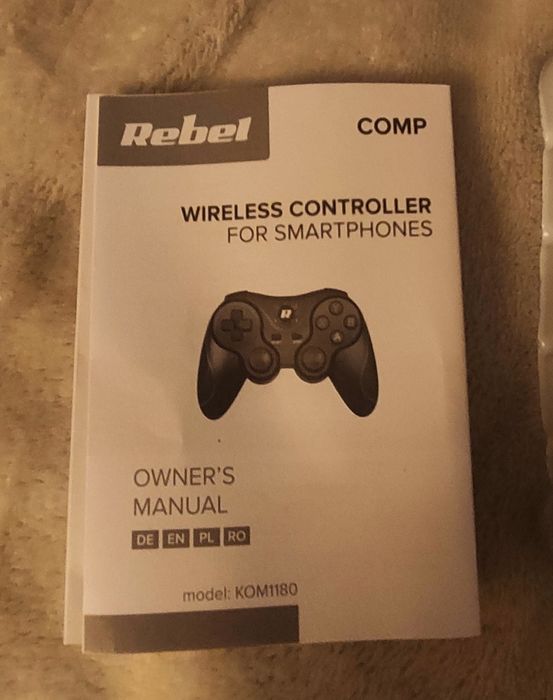 Rebel
COMP
WIRELESS CONTROLLER
FOR SMARTPHONES
R
A
OWNER'S
MANUAL
DE EN PL RO
model: KOM1180